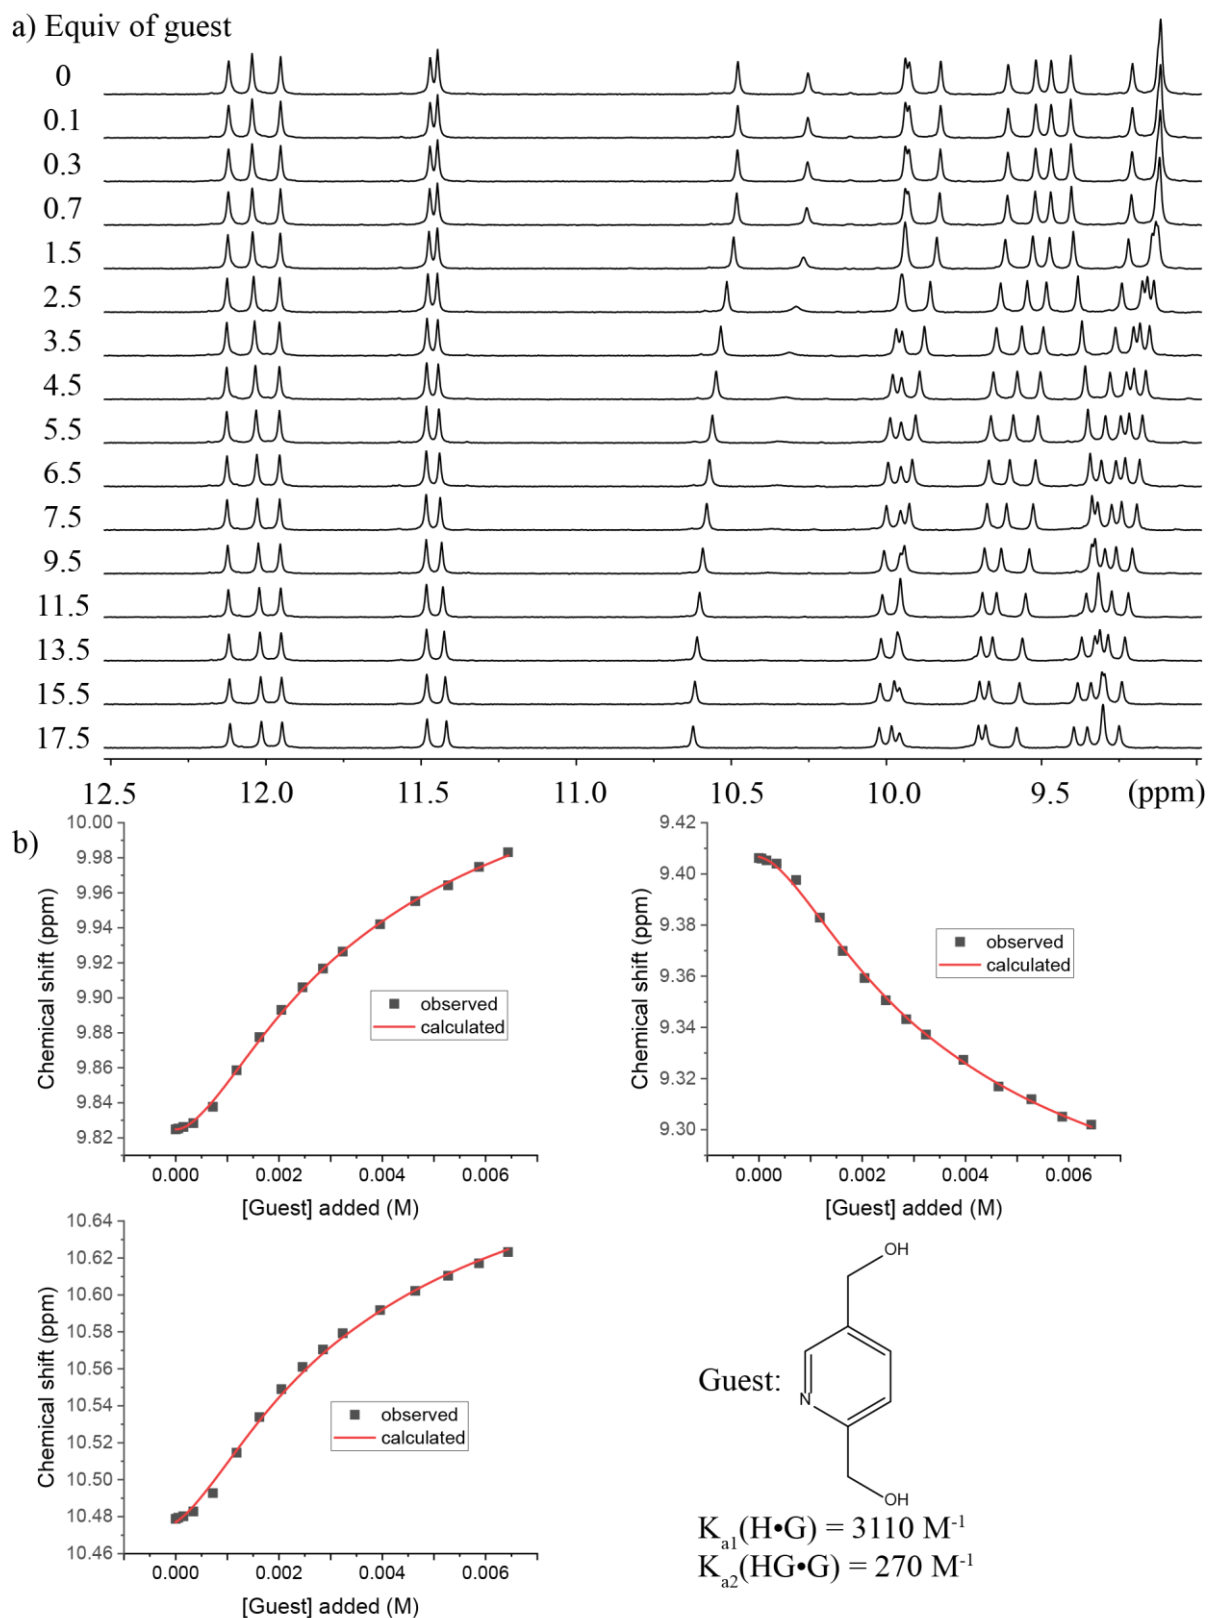 a) Equiv of guest
0
0.1
0.3
0.7
1.5
2.5
3.5
4.5
5.5
6.5
7.5
9.5
11.5
13.5
15.5
17.5
12.5 12.0 11.5 11.0 10.5 10.0 9.5 (ppm)
b)
Chemical shift (ppm)
10.00
9.98
9.96
9.94
9.92
9.90
9.88
9.86
9.84
9.82
observed
calculated
0.000 0.002 0.004 0.006
[Guest] added (M)
Chemical shift (ppm)
9.42
9.40
9.38
9.36
9.34
9.32
9.30
observed
calculated
0.000 0.002 0.004 0.006
[Guest] added (M)
Chemical shift (ppm)
10.64
10.62
10.60
10.58
10.56
10.54
10.52
10.50
10.48
10.46
observed
calculated
0.000 0.002 0.004 0.006
[Guest] added (M)
OH
Guest:
N
OH
Kₐ₁(H•G) = 3110 M⁻¹
Kₐ₂(HG•G) = 270 M⁻¹